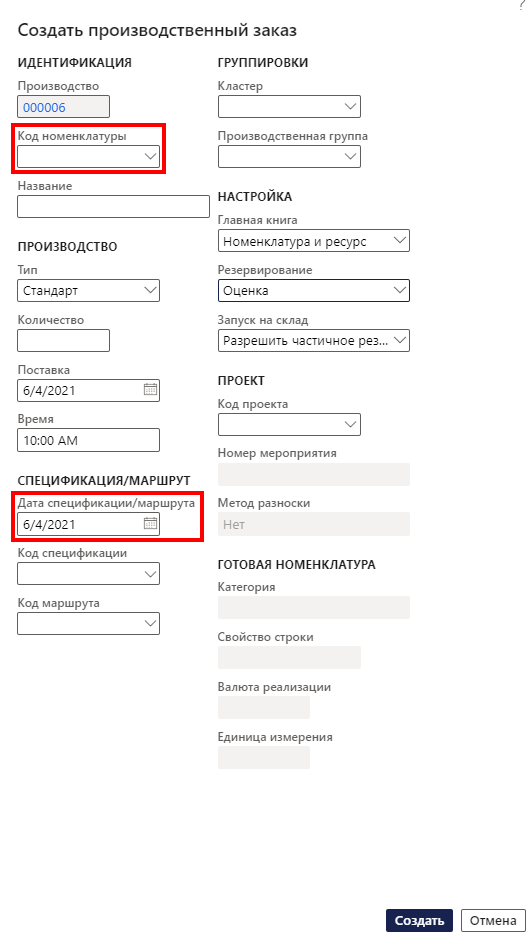 ?
Создать производственный заказ
ИДЕНТИФИКАЦИЯ
Производство
000006
Код номенклатуры
Название
ПРОИЗВОДСТВО
Тип
Стандарт
Количество
Поставка
6/4/2021
Время
10:00 AM
СПЕЦИФИКАЦИЯ/МАРШРУТ
Дата спецификации/маршрута
6/4/2021
Код спецификации
Код маршрута
ГРУППИРОВКИ
Кластер
Производственная группа
НАСТРОЙКА
Главная книга
Номенклатура и ресурс
Резервирование
Оценка
Запуск на склад
Разрешить частичное рез...
ПРОЕКТ
Код проекта
Номер мероприятия
Метод разноски
Нет
ГОТОВАЯ НОМЕНКЛАТУРА
Категория
Свойство строки
Валюта реализации
Единица измерения
Создать
Отмена